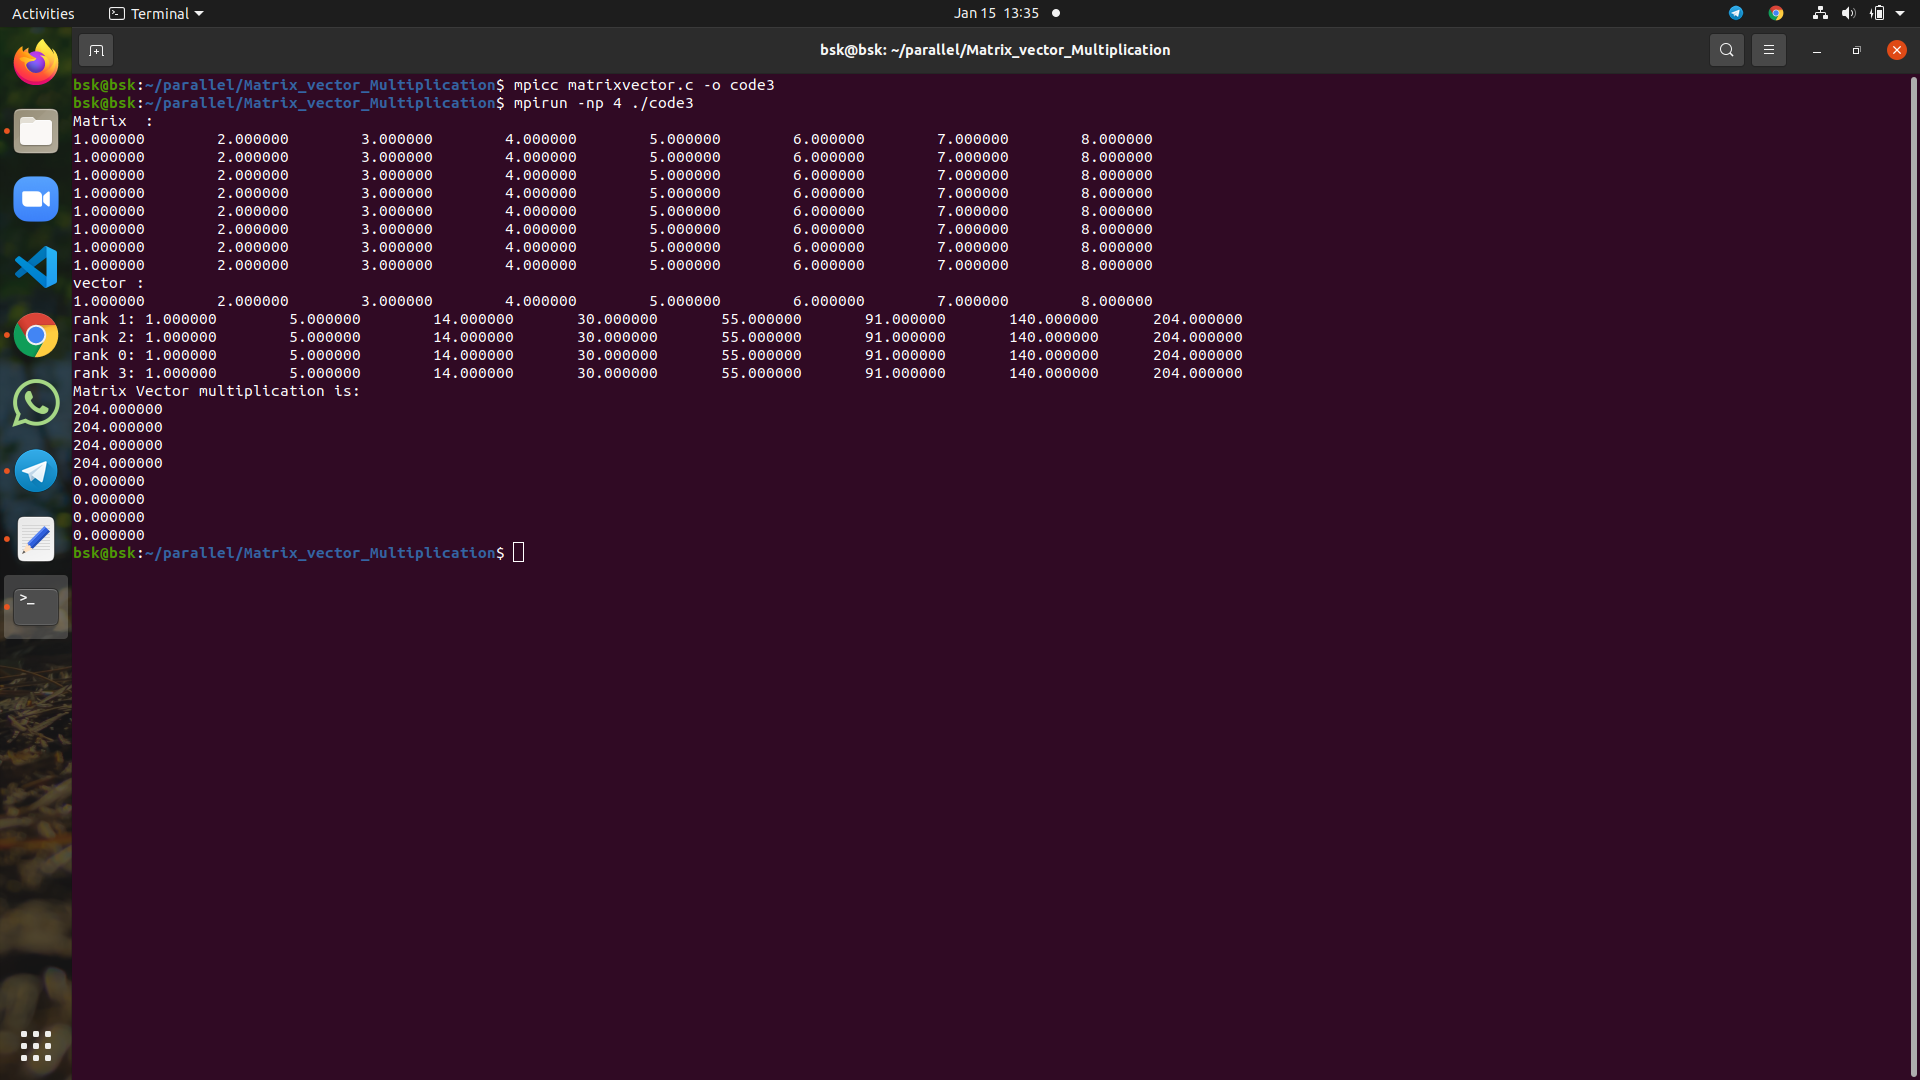 Activities Terminal Jan 15 13:35
bsk@bsk: ~/parallel/Matrix_vector_Multiplication
bsk@bsk:~/parallel/Matrix_vector_Multiplication$ mpicc matrixvector.c -o code3
bsk@bsk:~/parallel/Matrix_vector_Multiplication$ mpirun -np 4 ./code3
Matrix  :
1.000000        2.000000        3.000000        4.000000        5.000000        6.000000        7.000000        8.000000
1.000000        2.000000        3.000000        4.000000        5.000000        6.000000        7.000000        8.000000
1.000000        2.000000        3.000000        4.000000        5.000000        6.000000        7.000000        8.000000
1.000000        2.000000        3.000000        4.000000        5.000000        6.000000        7.000000        8.000000
1.000000        2.000000        3.000000        4.000000        5.000000        6.000000        7.000000        8.000000
1.000000        2.000000        3.000000        4.000000        5.000000        6.000000        7.000000        8.000000
1.000000        2.000000        3.000000        4.000000        5.000000        6.000000        7.000000        8.000000
1.000000        2.000000        3.000000        4.000000        5.000000        6.000000        7.000000        8.000000
vector :
1.000000        2.000000        3.000000        4.000000        5.000000        6.000000        7.000000        8.000000
rank 1: 1.000000        5.000000        14.000000       30.000000       55.000000       91.000000       140.000000      204.000000
rank 2: 1.000000        5.000000        14.000000       30.000000       55.000000       91.000000       140.000000      204.000000
rank 0: 1.000000        5.000000        14.000000       30.000000       55.000000       91.000000       140.000000      204.000000
rank 3: 1.000000        5.000000        14.000000       30.000000       55.000000       91.000000       140.000000      204.000000
Matrix Vector multiplication is:
204.000000
204.000000
204.000000
204.000000
0.000000
0.000000
0.000000
0.000000
bsk@bsk:~/parallel/Matrix_vector_Multiplication$